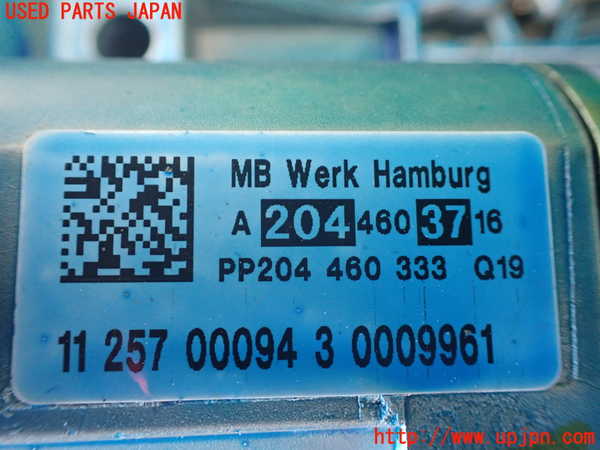 USED PARTS JAPAN
MB Werk Hamburg
A 204 460 37 16
PP204 460 333 Q19
11 257 00094 3 0009961
http://www.upjpn.com